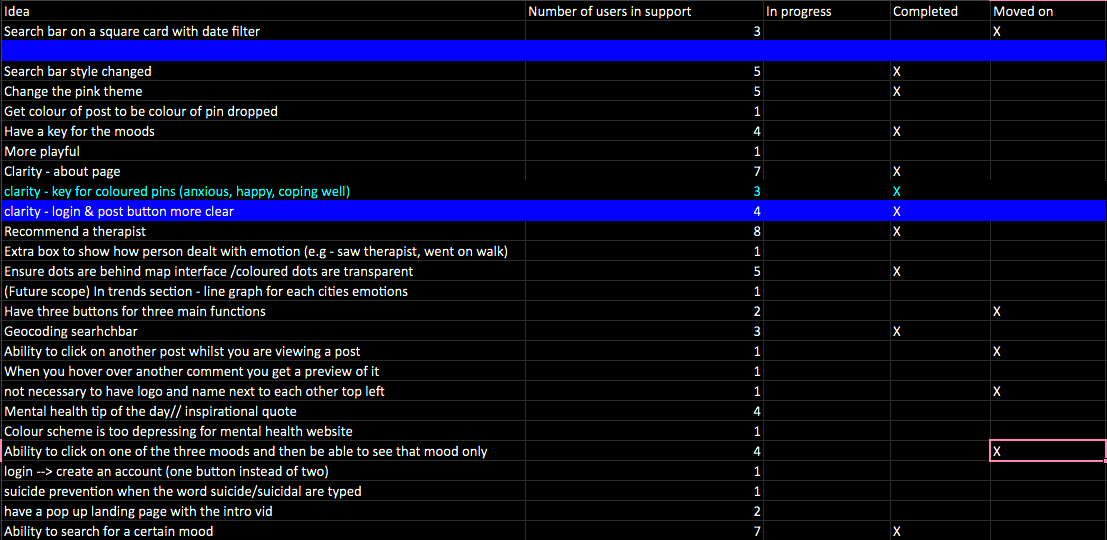 Idea Number of users in support In progress Completed Moved on
Search bar on a square card with date filter 3 X
Search bar style changed 5 X
Change the pink theme 5 X
Get colour of post to be colour of pin dropped 1
Have a key for the moods 4 X
More playful 1
Clarity - about page 7 X
clarity - key for coloured pins (anxious, happy, coping well) 3 X
clarity - login & post button more clear 4 X
Recommend a therapist 8 X
Extra box to show how person dealt with emotion (e.g - saw therapist, went on walk) 1
Ensure dots are behind map interface /coloured dots are transparent 5 X
(Future scope) In trends section - line graph for each cities emotions 1
Have three buttons for three main functions 2 X
Geocoding searhchbar 3 X
Ability to click on another post whilst you are viewing a post 1 X
When you hover over another comment you get a preview of it 1
not necessary to have logo and name next to each other top left 1 X
Mental health tip of the day// inspirational quote 4
Colour scheme is too depressing for mental health website 1
Ability to click on one of the three moods and then be able to see that mood only 4 X
login --> create an account (one button instead of two) 1
suicide prevention when the word suicide/suicidal are typed 1
have a pop up landing page with the intro vid 2
Ability to search for a certain mood 7 X